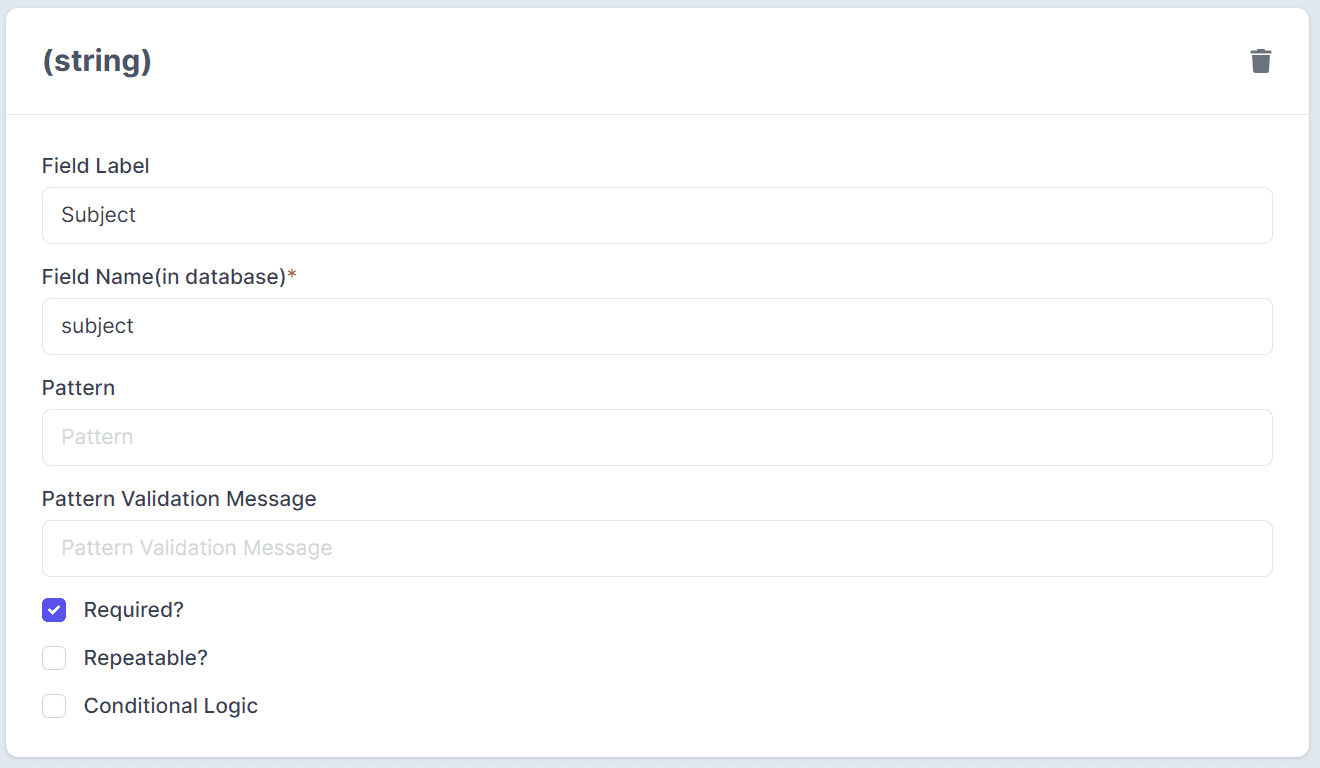 (string)
Field Label
Subject
Field Name(in database)*
subject
Pattern
Pattern
Pattern Validation Message
Pattern Validation Message
Required?
Repeatable?
Conditional Logic